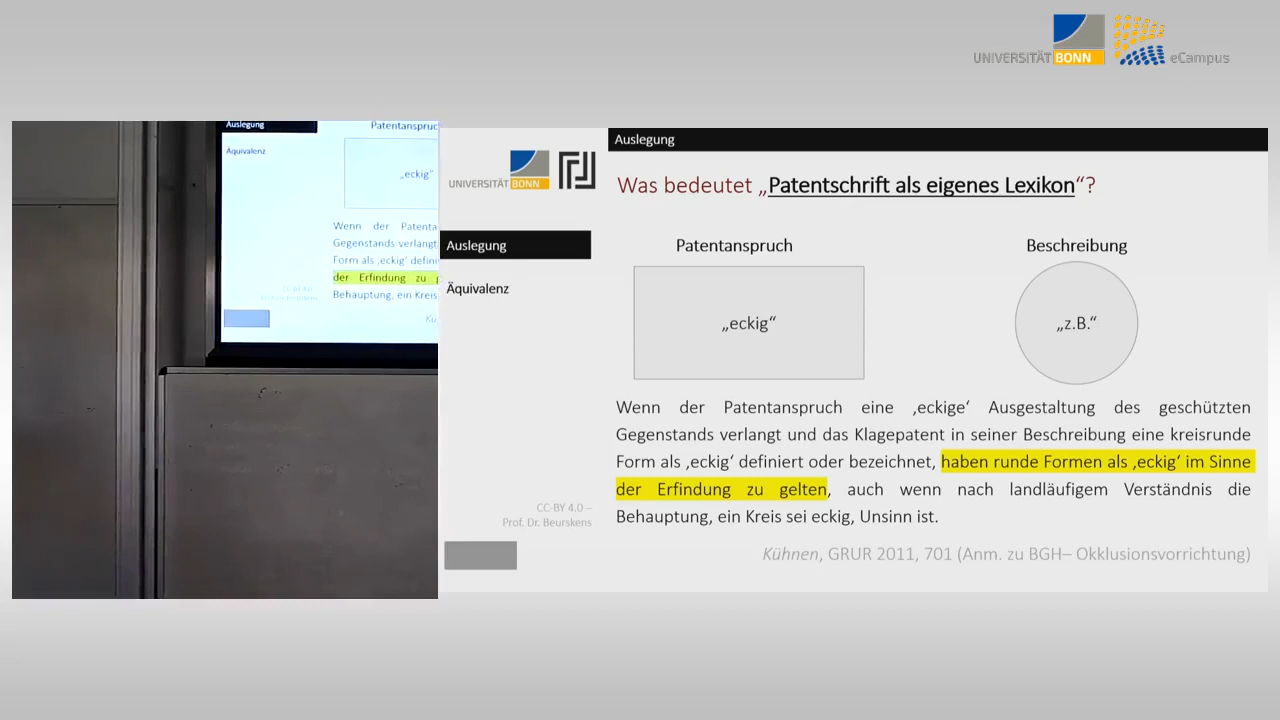 UNIVERSITÄT BONN
eCampus
Auslegung
Patentanspruc
Äquivalenz
„eckig“
Wenn der Patenta
Gegenstands verlangt
Form als ‚eckig‘ defini
der Erfindung zu g
Behauptung, ein Kreis
Kü
UNIVERSITÄT BONN
Auslegung
Äquivalenz
CC-BY 4.0 –
Prof. Dr. Beurskens
Auslegung
Was bedeutet „Patentschrift als eigenes Lexikon“?
Patentanspruch
Beschreibung
„eckig“
„z.B.“
Wenn der Patentanspruch eine ‚eckige‘ Ausgestaltung des geschützten
Gegenstands verlangt und das Klagepatent in seiner Beschreibung eine kreisrunde
Form als ‚eckig‘ definiert oder bezeichnet, haben runde Formen als ‚eckig‘ im Sinne
der Erfindung zu gelten, auch wenn nach landläufigem Verständnis die
Behauptung, ein Kreis sei eckig, Unsinn ist.
Kühnen, GRUR 2011, 701 (Anm. zu BGH– Okklusionsvorrichtung)